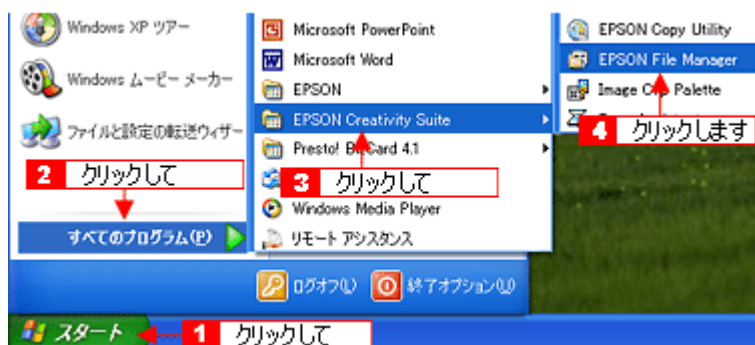 Windows XP ツアー
Windows ムービー メーカー
ファイルと設定の転送ウィザー
2 クリックして
すべてのプログラム(P)
Microsoft PowerPoint
Microsoft Word
EPSON
EPSON Creativity Suite
Presto! Card 4.1
3 クリックして
Windows Media Player
リモート アシスタンス
EPSON Copy Utility
EPSON File Manager
Image Palette
4 クリックします
ログオフ(L)
終了オプション(U)
スタート
1 クリックして